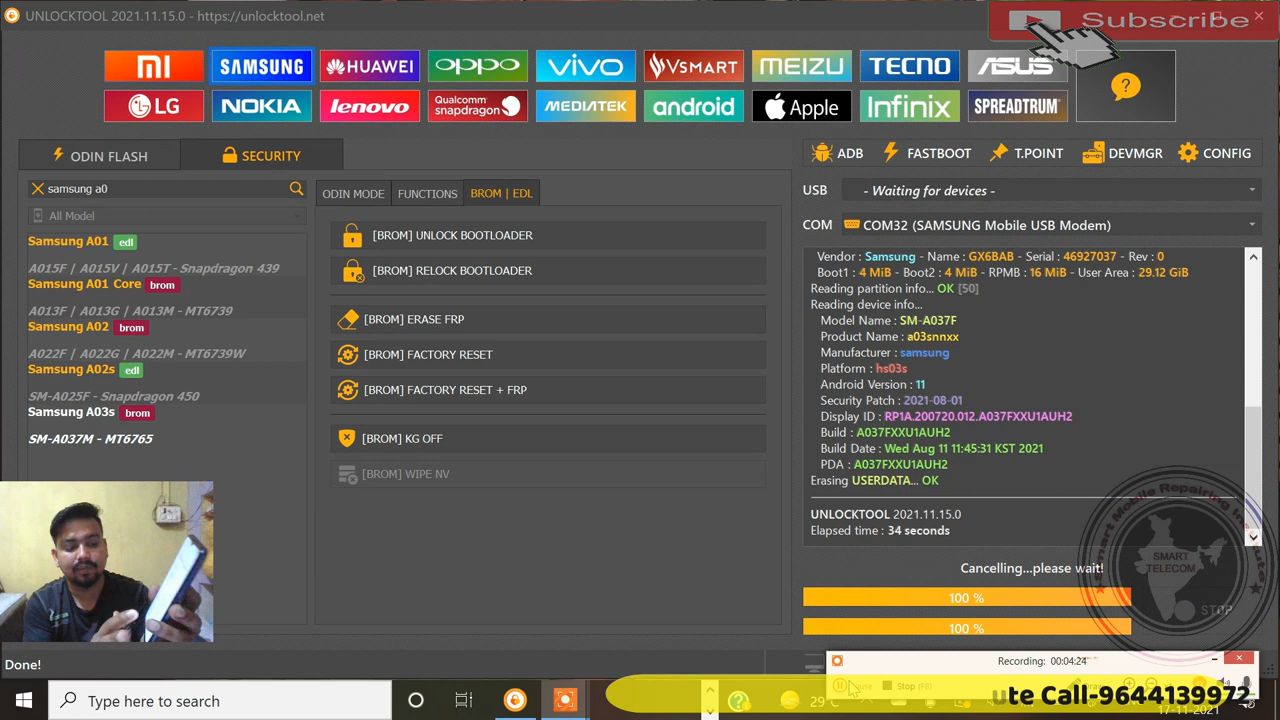 UNLOCKTOOL 2021.11.15.0 - https://unlocktool.net
Subscribe
MI
SAMSUNG
HUAWEI
OPPO
vivo
VSMART
MEIZU
TECNO
ASUS
?
LG
NOKIA
lenovo
Qualcomm snapdragon
MEDIATEK
android
Apple
Infinix
SPREADTRUM
ODIN FLASH
SECURITY
ADB
FASTBOOT
T.POINT
DEVMGR
CONFIG
samsung a0
All Model
Samsung A01 edl
A015F | A015V | A015T - Snapdragon 439
Samsung A01 Core brom
A013F | A013G | A013M - MT6739
Samsung A02 brom
A022F | A022G | A022M - MT6739W
Samsung A02s edl
SM-A025F - Snapdragon 450
Samsung A03s brom
SM-A037M - MT6765
ODIN MODE
FUNCTIONS
BROM | EDL
[BROM] UNLOCK BOOTLOADER
[BROM] RELOCK BOOTLOADER
[BROM] ERASE FRP
[BROM] FACTORY RESET
[BROM] FACTORY RESET + FRP
[BROM] KG OFF
[BROM] WIPE NV
USB - Waiting for devices -
COM COM32 (SAMSUNG Mobile USB Modem)
Vendor : Samsung - Name : GX6BAB - Serial : 46927037 - Rev : 0
Boot1 : 4 MiB - Boot2 : 4 MiB - RPMB : 16 MiB - User Area : 29.12 GiB
Reading partition info... OK [50]
Reading device info...
Model Name : SM-A037F
Product Name : a03snnxx
Manufacturer : samsung
Platform : hs03s
Android Version : 11
Security Patch : 2021-08-01
Display ID : RP1A.200720.012.A037FXXU1AUH2
Build : A037FXXU1AUH2
Build Date : Wed Aug 11 11:45:31 KST 2021
PDA : A037FXXU1AUH2
Erasing USERDATA... OK
UNLOCKTOOL 2021.11.15.0
Elapsed time : 34 seconds
Cancelling...please wait!
100 %
100 %
STOP
SMART
TELECOM
Done!
Recording: 00:04:24
Stop (F8)
ute Call-9644139972
Type here to search
29°C
17-11-2021